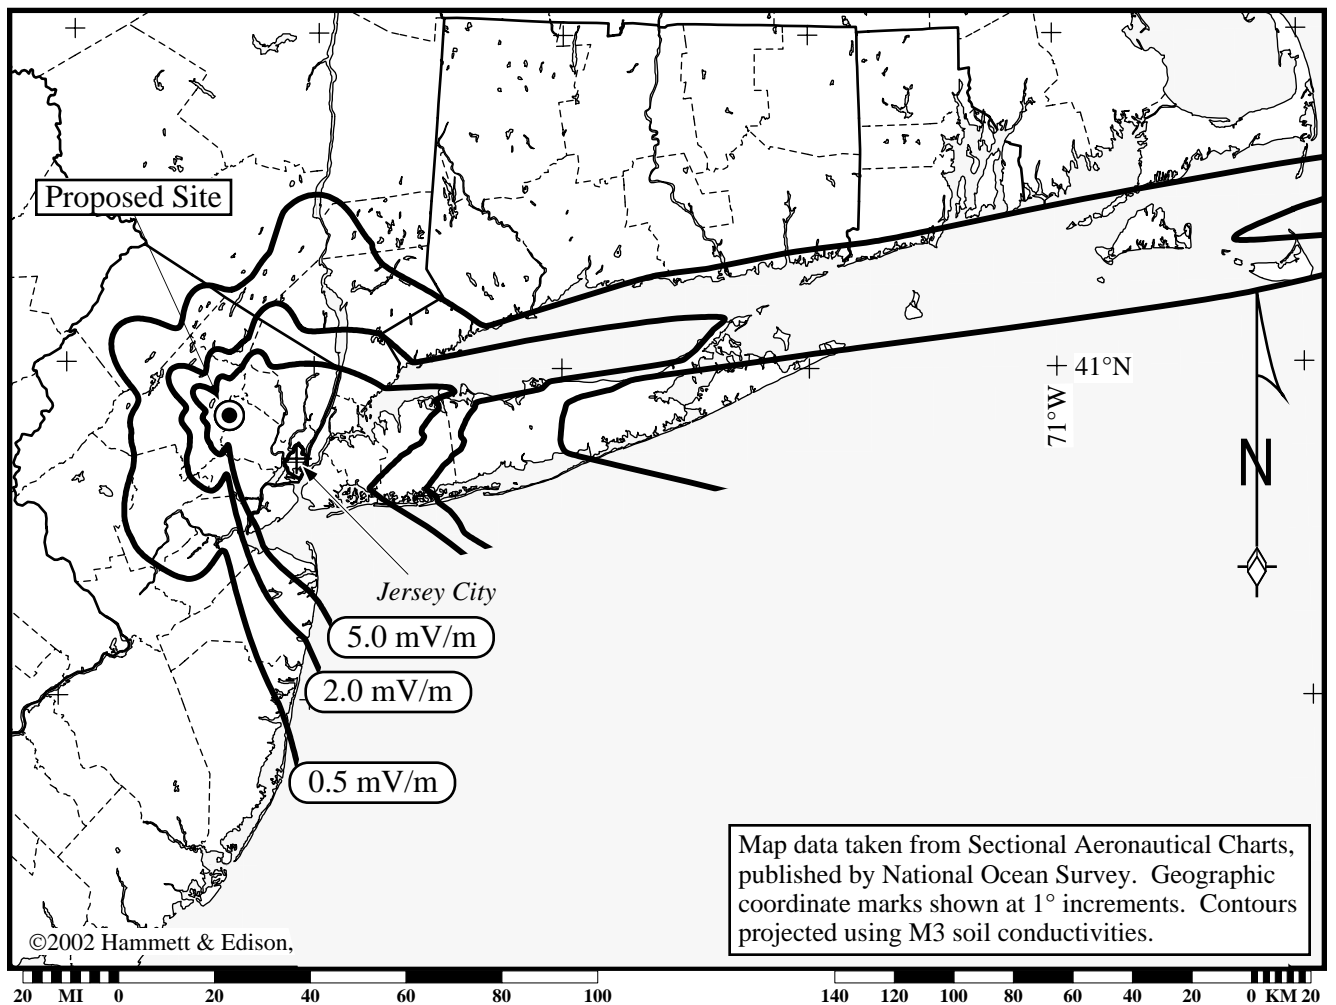 Proposed Site
41°N
71°W
N
Jersey City
5.0 mV/m
2.0 mV/m
0.5 mV/m
Map data taken from Sectional Aeronautical Charts,
published by National Ocean Survey. Geographic
coordinate marks shown at 1° increments. Contours
projected using M3 soil conductivities.
©2002 Hammett & Edison,
20 MI 0 20 40 60 80 100 140 120 100 80 60 40 20 0 KM 20